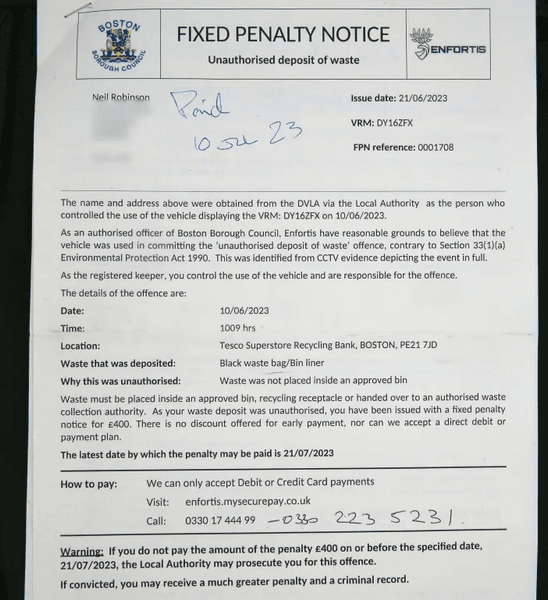 BOSTON
BOROUGH COUNCIL
FIXED PENALTY NOTICE
Unauthorised deposit of waste
ENFORTIS
Neil Robinson
Paid
10 JUL 23
Issue date: 21/06/2023
VRM: DY16ZFX
FPN reference: 0001708
The name and address above were obtained from the DVLA via the Local Authority as the person who
controlled the use of the vehicle displaying the VRM: DY16ZFX on 10/06/2023.
As an authorised officer of Boston Borough Council, Enfortis have reasonable grounds to believe that the
vehicle was used in committing the 'unauthorised deposit of waste' offence, contrary to Section 33(1)(a)
Environmental Protection Act 1990. This was identified from CCTV evidence depicting the event in full.
As the registered keeper, you control the use of the vehicle and are responsible for the offence.
The details of the offence are:
Date: 10/06/2023
Time: 1009 hrs
Location: Tesco Superstore Recycling Bank, BOSTON, PE21 7JD
Waste that was deposited: Black waste bag/Bin liner
Why this was unauthorised: Waste was not placed inside an approved bin
Waste must be placed inside an approved bin, recycling receptacle or handed over to an authorised waste
collection authority. As your waste deposit was unauthorised, you have been issued with a fixed penalty
notice for £400. There is no discount offered for early payment, nor can we accept a direct debit or
payment plan.
The latest date by which the penalty may be paid is 21/07/2023
How to pay: We can only accept Debit or Credit Card payments
Visit: enfortis.mysecurepay.co.uk
Call: 0330 17 444 99 - 0330 223 5231.
Warning: If you do not pay the amount of the penalty £400 on or before the specified date,
21/07/2023, the Local Authority may prosecute you for this offence.
If convicted, you may receive a much greater penalty and a criminal record.